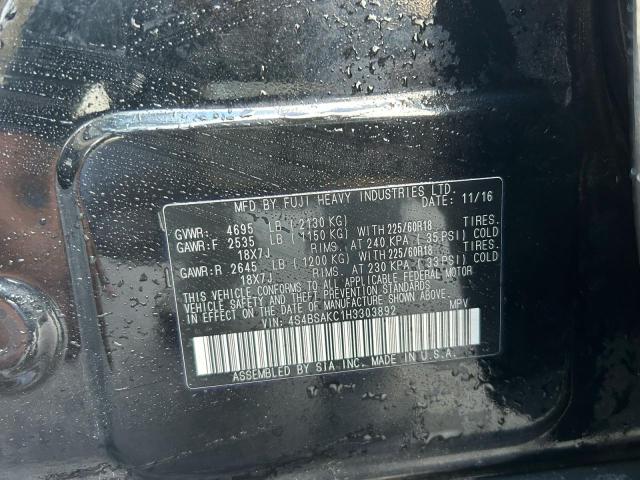 MFD BY FUJI HEAVY INDUSTRIES LTD.
DATE: 11/16
GVWR: 4695 LB (2130 KG)
GAWR:F 2535 LB (1150 KG) WITH 225/60R18 TIRES.
18X7J RIMS. AT 240 KPA (35 PSI) COLD
GAWR:R 2645 LB (1200 KG) WITH 225/60R18 TIRES.
18X7J RIMS. AT 230 KPA (33 PSI) COLD
THIS VEHICLE CONFORMS TO ALL APPLICABLE FEDERAL MOTOR
VEHICLE SAFETY AND THEFT PREVENTION STANDARDS IN EFFECT
ON THE DATE OF MANUFACTURE SHOWN ABOVE.
VIN: 4S4BSAKC1H3303892 MPV
ASSEMBLED BY SIA INC. MADE IN U.S.A.